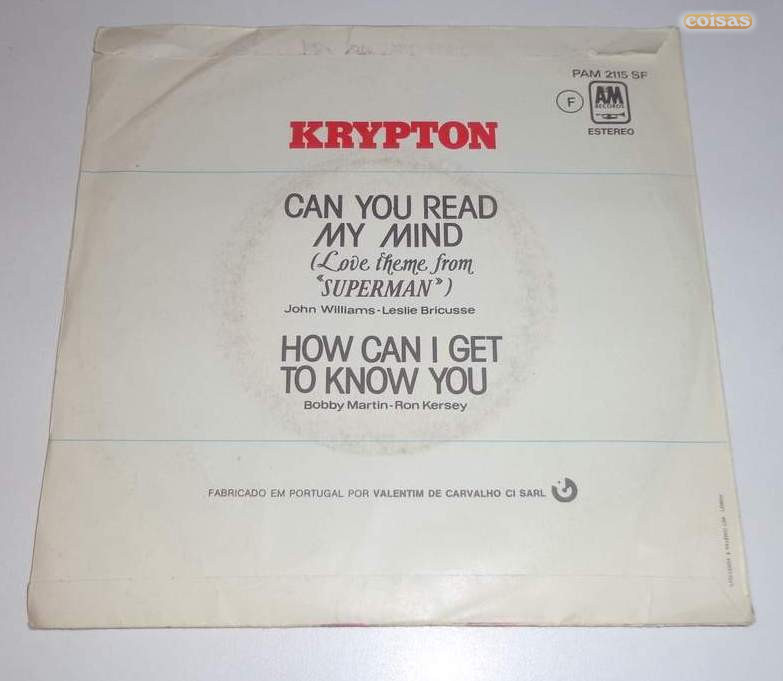 coisas
PAM 2115 SF
F
A&M
RECORDS
ESTEREO
KRYPTON
CAN YOU READ
MY MIND
(Love theme from
"SUPERMAN")
John Williams-Leslie Bricusse
HOW CAN I GET
TO KNOW YOU
Bobby Martin-Ron Kersey
FABRICADO EM PORTUGAL POR VALENTIM DE CARVALHO CI SARL